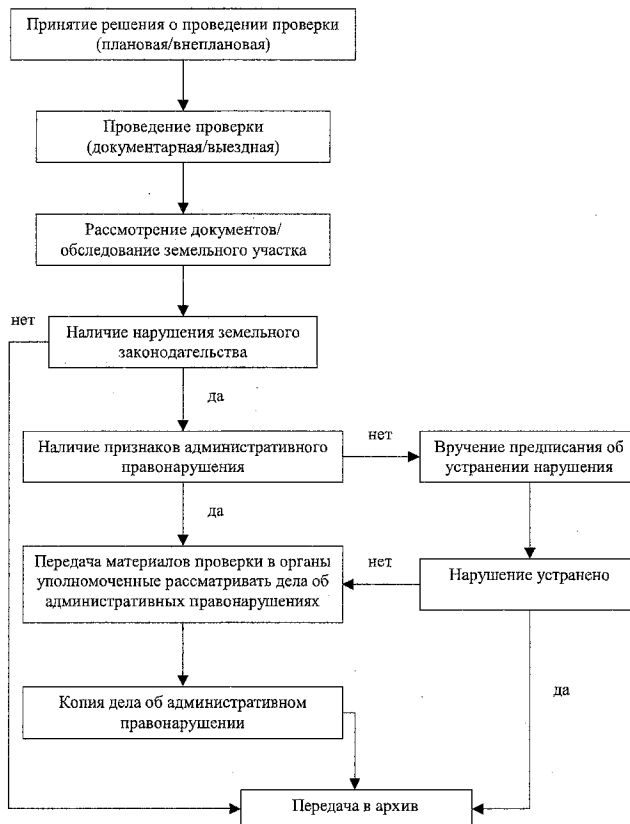 Принятие решения о проведении проверки
(плановая/внеплановая)
Проведение проверки
(документарная/выездная)
Рассмотрение документов/
обследование земельного участка
нет
Наличие нарушения земельного
законодательства
да
Наличие признаков административного
правонарушения
нет
Вручение предписания об
устранении нарушения
да
Передача материалов проверки в органы
уполномоченные рассматривать дела об
административных правонарушениях
нет
Нарушение устранено
Копия дела об административном
правонарушении
да
Передача в архив